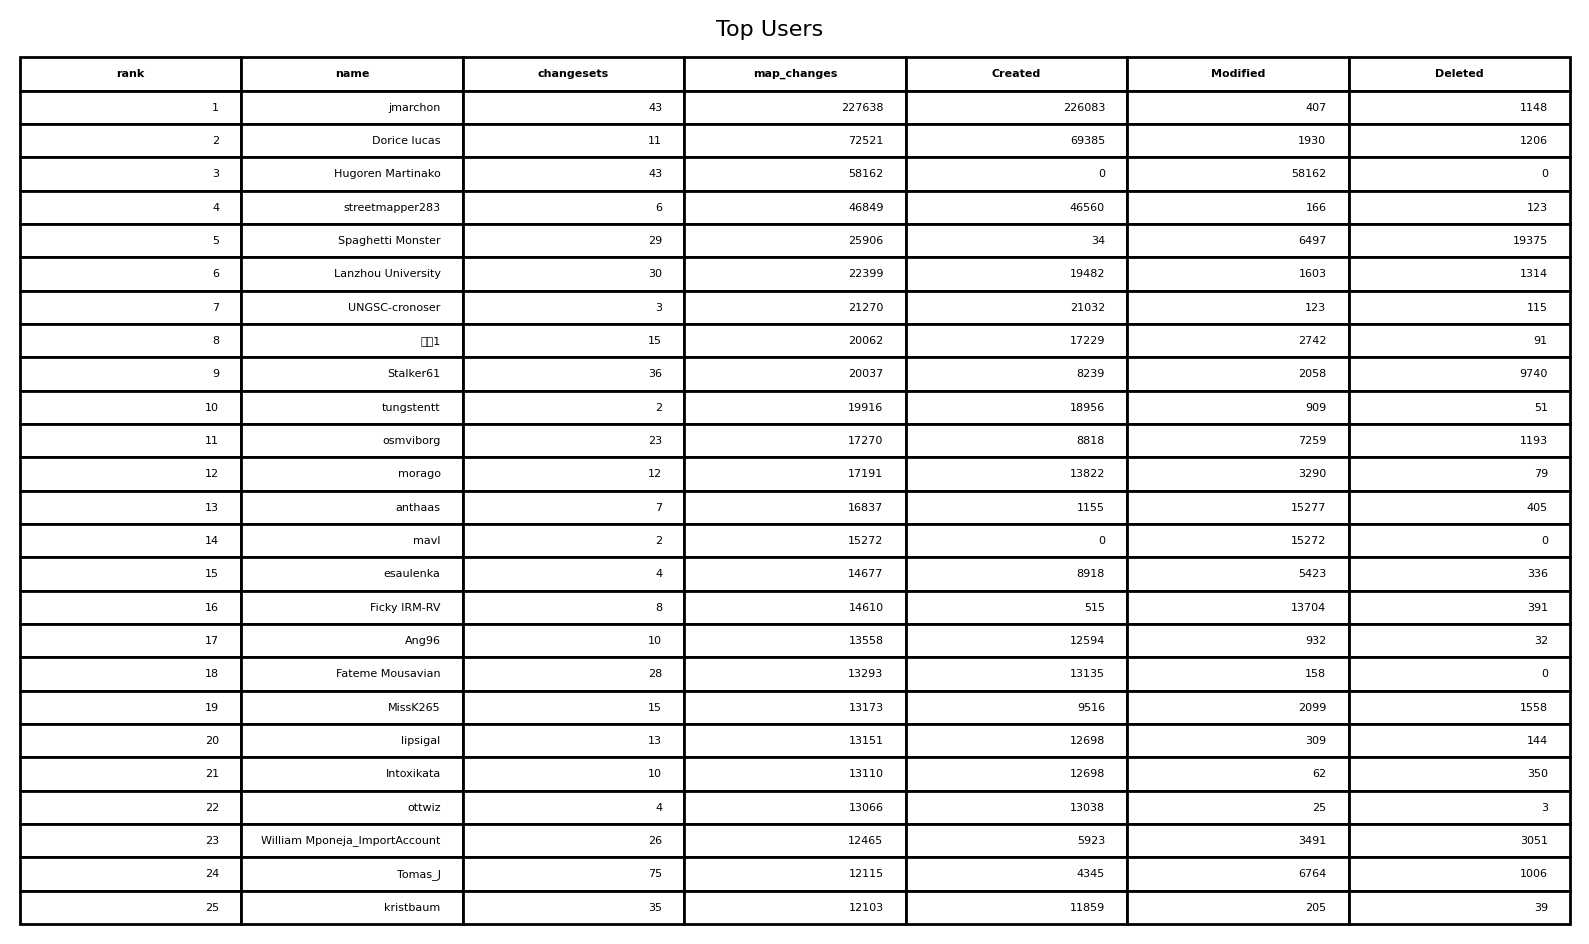 Top Users
rank name changesets map_changes Created Modified Deleted
1 jmarchon 43 227638 226083 407 1148
2 Dorice lucas 11 72521 69385 1930 1206
3 Hugoren Martinako 43 58162 0 58162 0
4 streetmapper283 6 46849 46560 166 123
5 Spaghetti Monster 29 25906 34 6497 19375
6 Lanzhou University 30 22399 19482 1603 1314
7 UNGSC-cronoser 3 21270 21032 123 115
8 1 15 20062 17229 2742 91
9 Stalker61 36 20037 8239 2058 9740
10 tungstentt 2 19916 18956 909 51
11 osmviborg 23 17270 8818 7259 1193
12 morago 12 17191 13822 3290 79
13 anthaas 7 16837 1155 15277 405
14 mavl 2 15272 0 15272 0
15 esaulenka 4 14677 8918 5423 336
16 Ficky IRM-RV 8 14610 515 13704 391
17 Ang96 10 13558 12594 932 32
18 Fateme Mousavian 28 13293 13135 158 0
19 MissK265 15 13173 9516 2099 1558
20 lipsigal 13 13151 12698 309 144
21 Intoxikata 10 13110 12698 62 350
22 ottwiz 4 13066 13038 25 3
23 William Mponeja_ImportAccount 26 12465 5923 3491 3051
24 Tomas_J 75 12115 4345 6764 1006
25 kristbaum 35 12103 11859 205 39